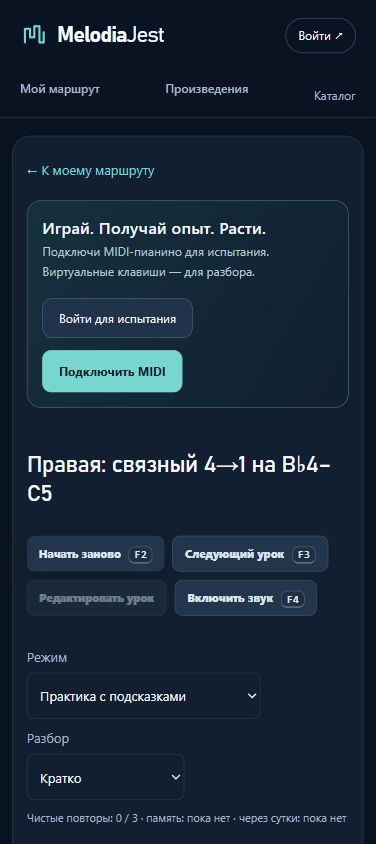 MelodiaJest
Войти ↗
Мой маршрут
Произведения
Каталог
← К моему маршруту
Играй. Получай опыт. Расти.
Подключи MIDI-пианино для испытания.
Виртуальные клавиши — для разбора.
Войти для испытания
Подключить MIDI
Правая: связный 4→1 на B♭4–
C5
Начать заново F2
Следующий урок F3
Редактировать урок
Включить звук F4
Режим
Практика с подсказками
Разбор
Кратко
Чистые повторы: 0 / 3 · память: пока нет · через сутки: пока нет